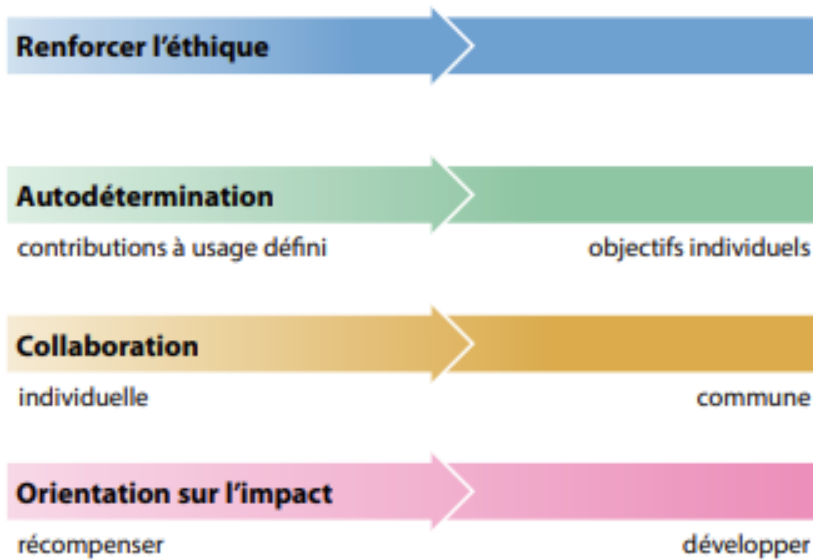 Renforcer l’éthique
Autodétermination
contributions à usage défini objectifs individuels
Collaboration
individuelle commune
Orientation sur l’impact
récompenser développer